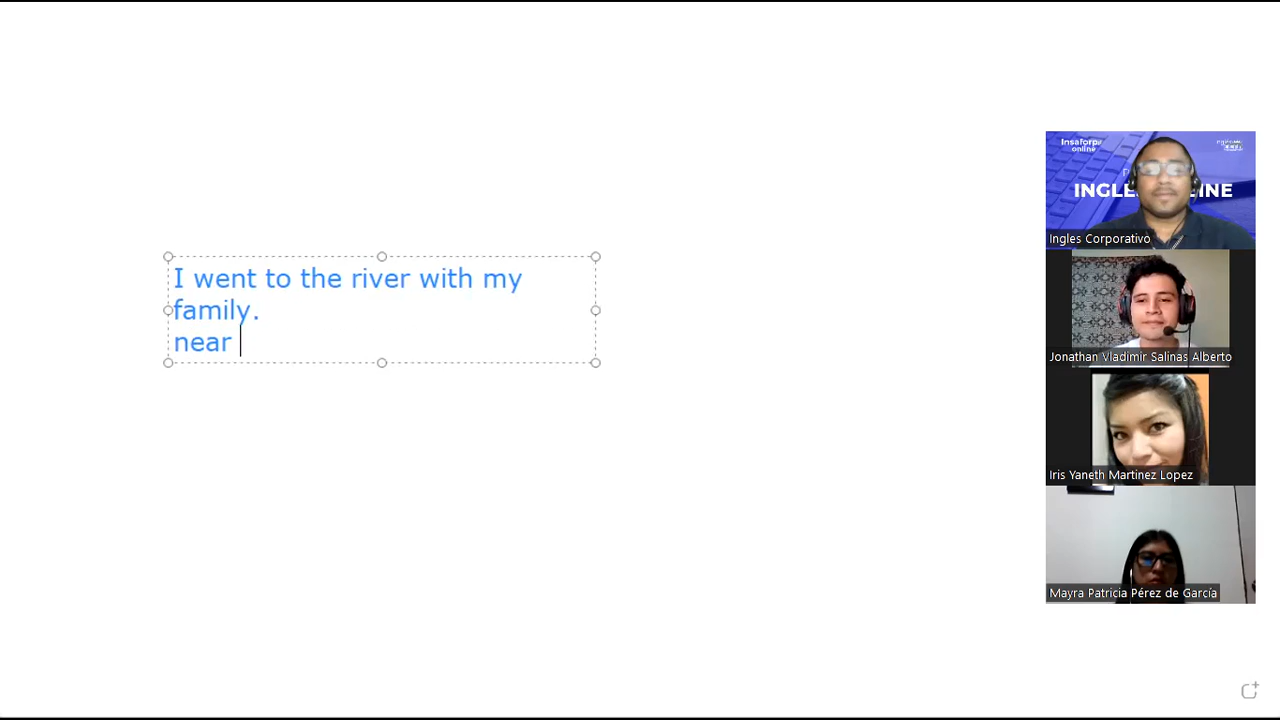 I went to the river with my
family.
near
Insaforp
online
INGLE
INE
Ingles Corporativo
Jonathan Vladimir Salinas Alberto
Iris Yaneth Martinez Lopez
Mayra Patricia Pérez de García